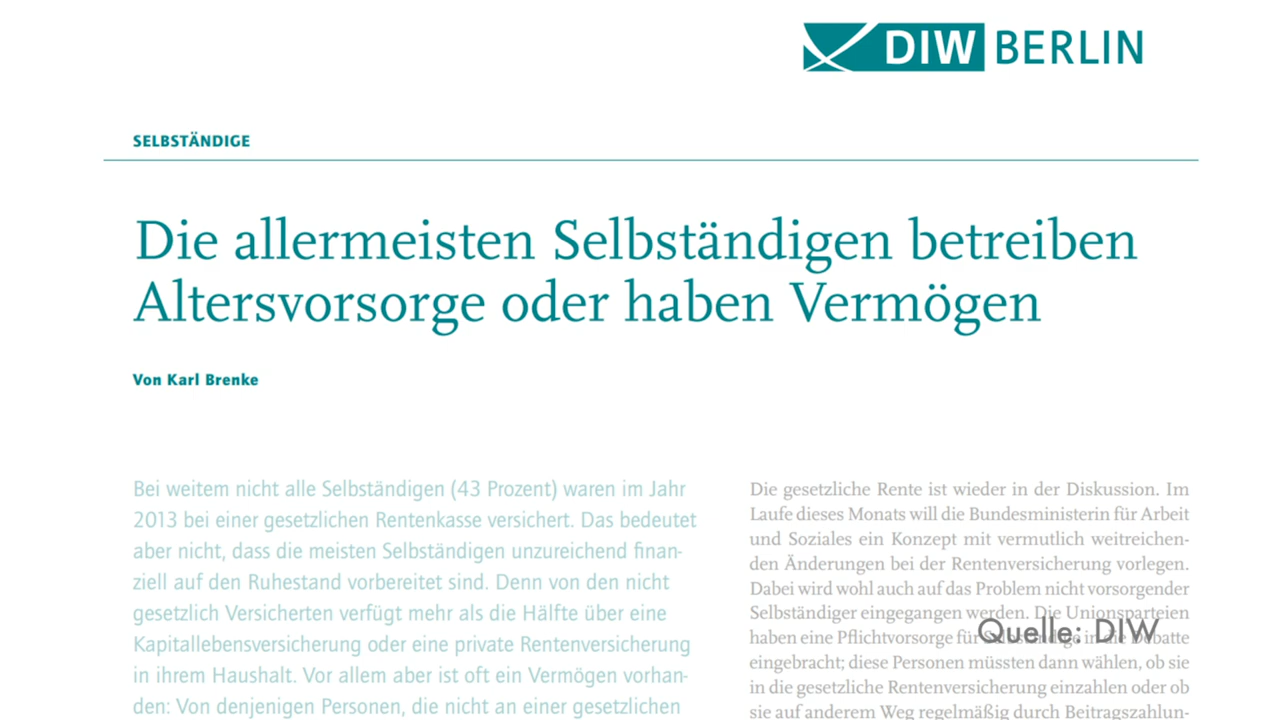 DIW BERLIN
SELBSTÄNDIGE
Die allermeisten Selbständigen betreiben
Altersvorsorge oder haben Vermögen
Von Karl Brenke
Bei weitem nicht alle Selbständigen (43 Prozent) waren im Jahr
2013 bei einer gesetzlichen Rentenkasse versichert. Das bedeutet
aber nicht, dass die meisten Selbständigen unzureichend finan-
ziell auf den Ruhestand vorbereitet sind. Denn von den nicht
gesetzlich Versicherten verfügt mehr als die Hälfte über eine
Kapitallebensversicherung oder eine private Rentenversicherung
in ihrem Haushalt. Vor allem aber ist oft ein Vermögen vorhan-
den: Von denjenigen Personen, die nicht an einer gesetzlichen
Die gesetzliche Rente ist wieder in der Diskussion. Im
Laufe dieses Monats will die Bundesministerin für Arbeit
und Soziales ein Konzept mit vermutlich weitreichen-
den Änderungen bei der Rentenversicherung vorlegen.
Dabei wird wohl auch auf das Problem nicht vorsorgender
Selbständiger eingegangen werden. Die Unionsparteien
haben eine Pflichtvorsorge für Selbständige in die Debatte
eingebracht; diese Personen müssten dann wählen, ob sie
in die gesetzliche Rentenversicherung einzahlen oder ob
sie auf anderem Weg regelmäßig durch Beitragszahlun-
Quelle: DIW